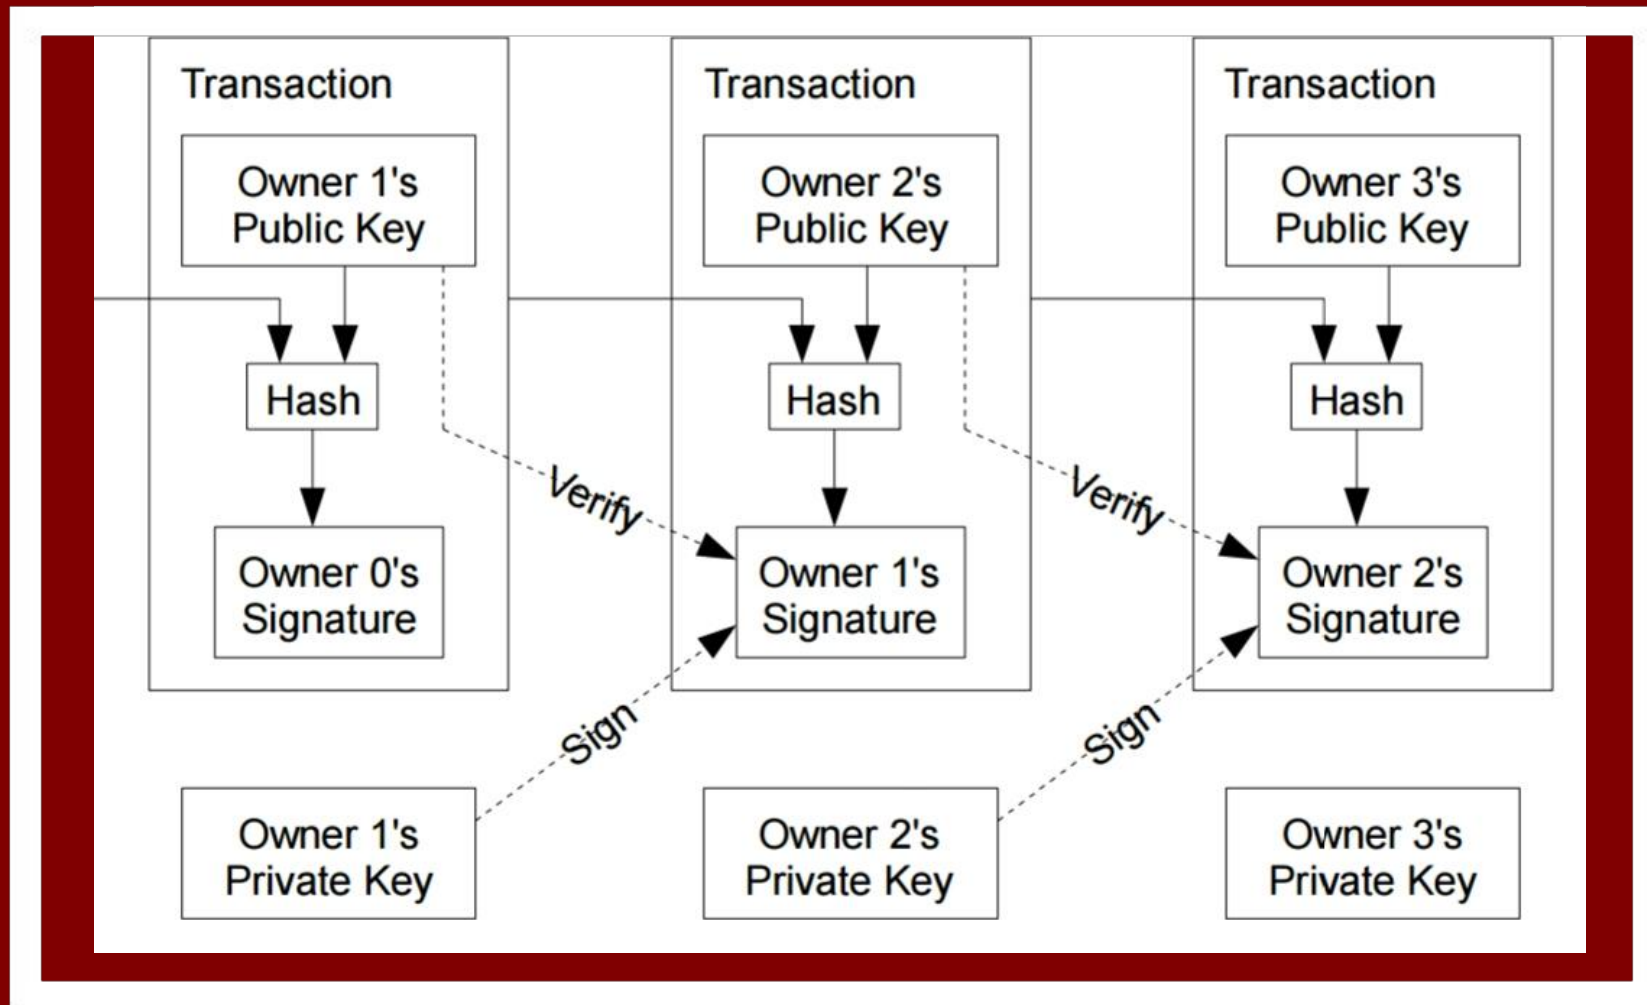 Transaction
Owner 1's
Public Key
Hash
Owner 0's
Signature
Transaction
Owner 2's
Public Key
Hash
Verify
Owner 1's
Signature
Sign
Transaction
Owner 3's
Public Key
Hash
Verify
Owner 2's
Signature
Sign
Owner 1's
Private Key
Owner 2's
Private Key
Owner 3's
Private Key